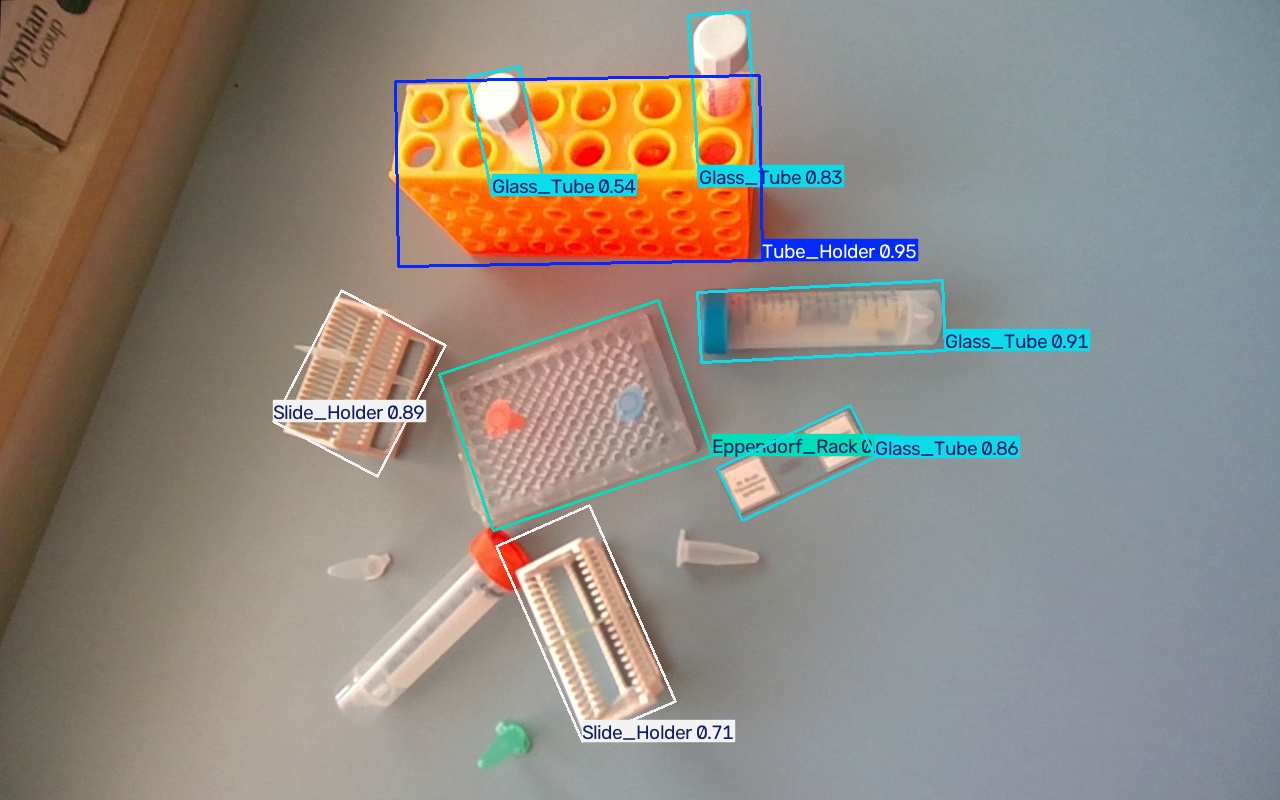 Prysmian
Group
Glass_Tube 0.54
Glass_Tube 0.83
Tube_Holder 0.95
Glass_Tube 0.91
Slide_Holder 0.89
Eppendorf_Rack
Glass_Tube 0.86
Slide_Holder 0.71